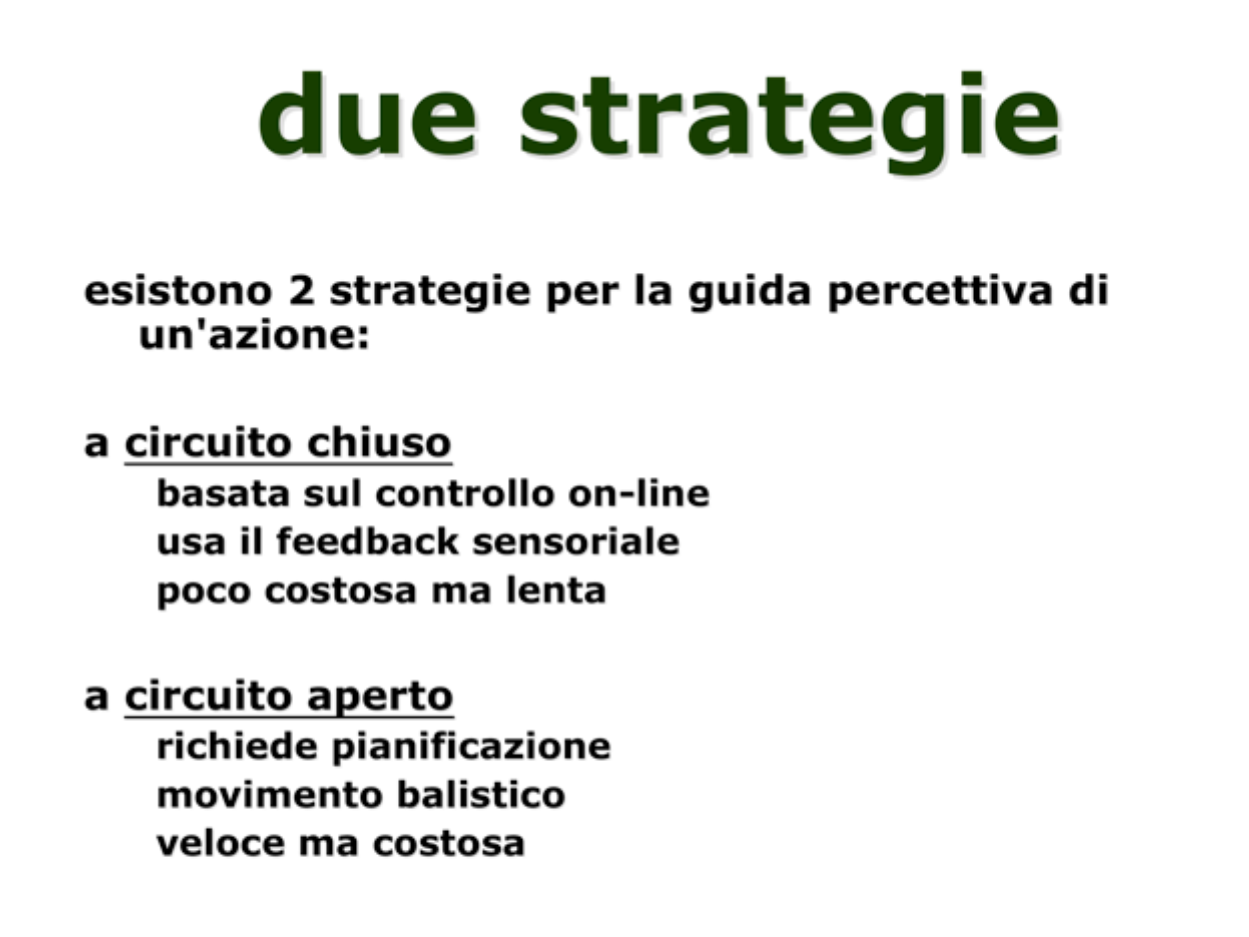 due strategie
esistono 2 strategie per la guida percettiva di
un'azione:
a circuito chiuso
basata sul controllo on-line
usa il feedback sensoriale
poco costosa ma lenta
a circuito aperto
richiede pianificazione
movimento balistico
veloce ma costosa